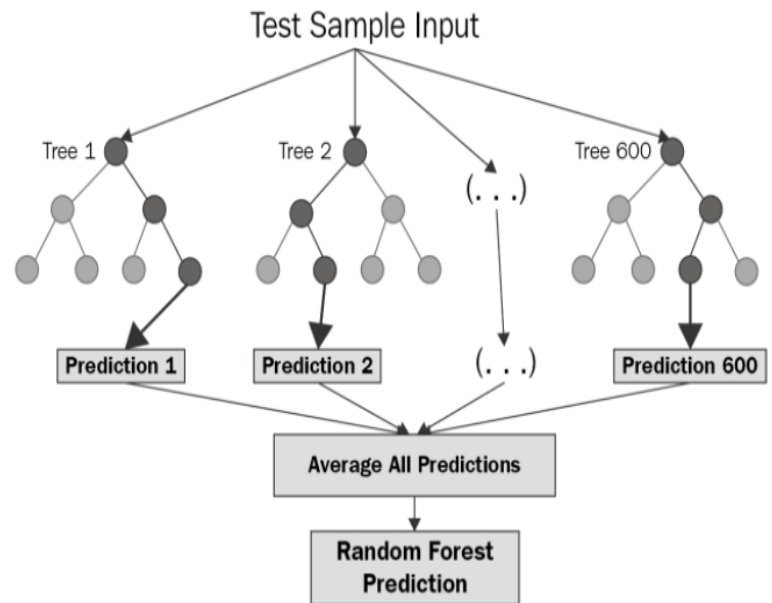 Test Sample Input
Tree 1
Tree 2
(. . .)
Tree 600
Prediction 1
Prediction 2
(. . .)
Prediction 600
Average All Predictions
Random Forest
Prediction